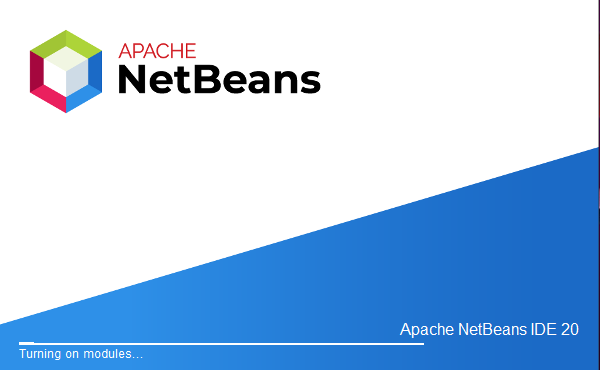 APACHE
NetBeans
Apache NetBeans IDE 20
Turning on modules...